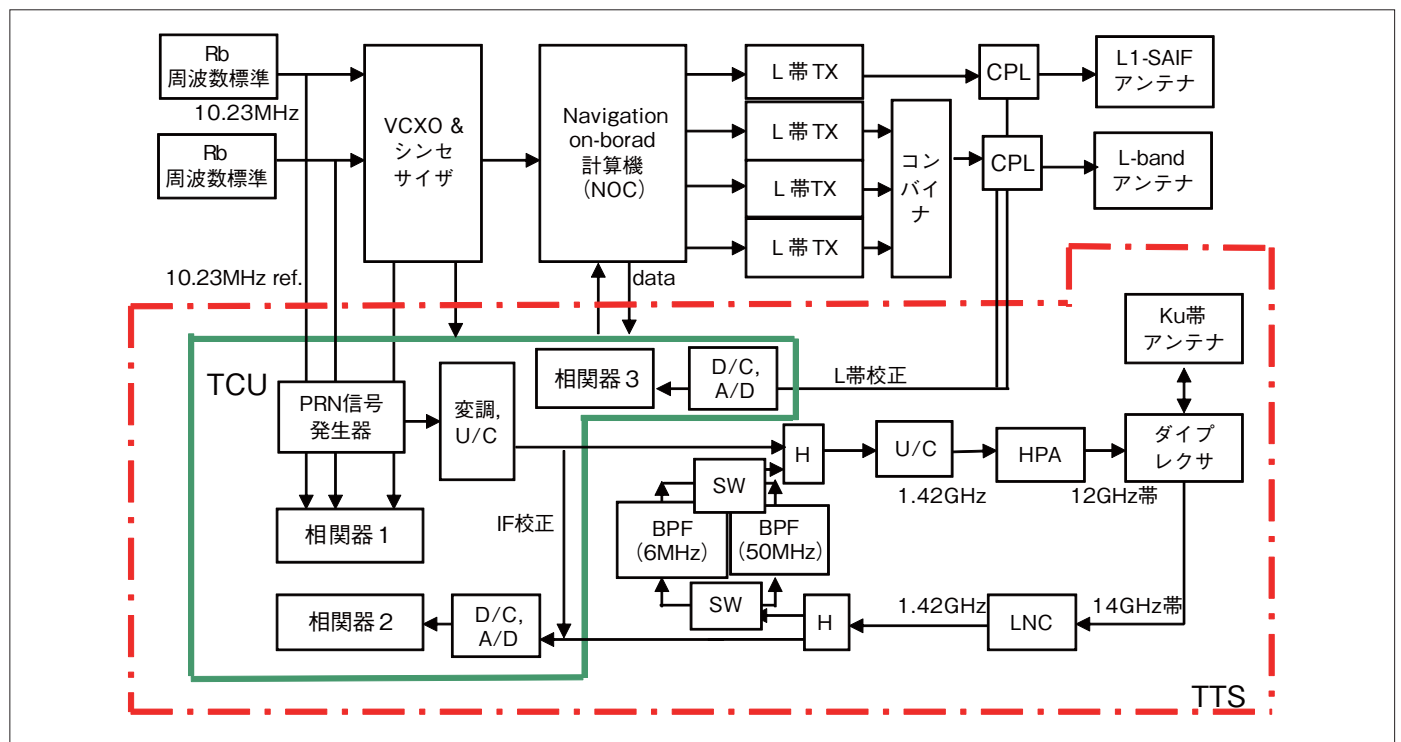 Rb
周波数標準
10.23MHz
Rb
周波数標準
VCXO &
シンセ
サイザ
Navigation
on-borad
計算機
（NOC）
L 帯 TX
L 帯 TX
L 帯TX
L 帯 TX
コン
バイ
ナ
CPL
CPL
L1-SAIF
アンテナ
L-band
アンテナ
10.23MHz ref.
data
TCU
PRN信号
発生器
変調,
U/C
相関器 3
D/C,
A/D
L帯校正
Ku帯
アンテナ
相関器 1
IF校正
H
U/C
HPA
ダイプ
レクサ
1.42GHz
12GHz帯
SW
BPF
（6MHz）
BPF
（50MHz）
SW
相関器 2
D/C,
A/D
H
1.42GHz
LNC
14GHz帯
TTS